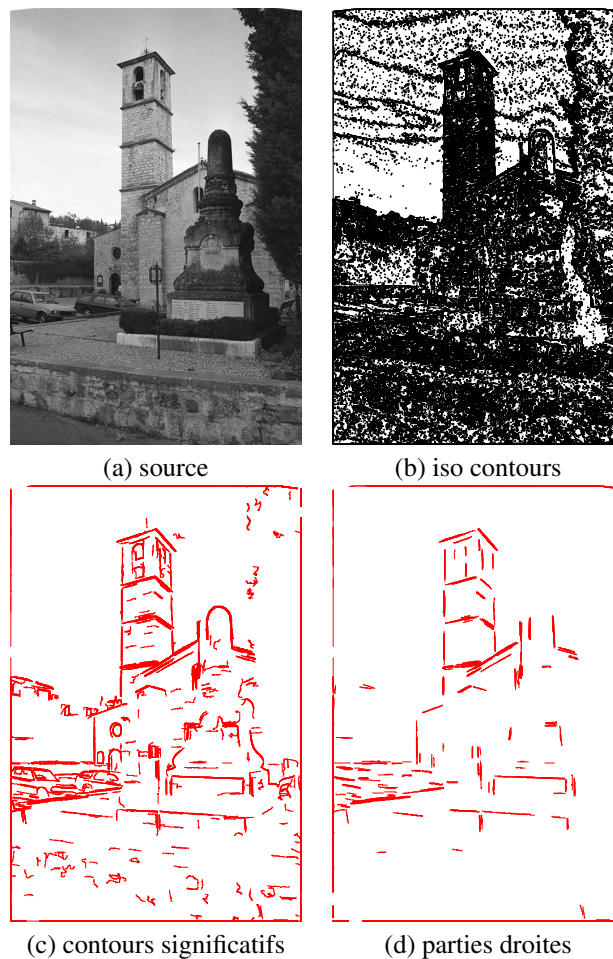 (a) source
(b) iso contours
(c) contours significatifs
(d) parties droites